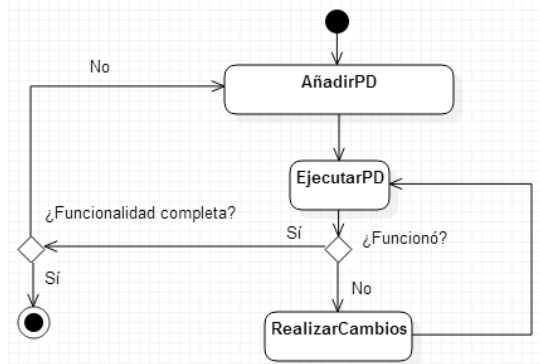 No
AñadirPD
EjecutarPD
¿Funcionalidad completa?
Sí
¿Funcionó?
Sí
No
RealizarCambios